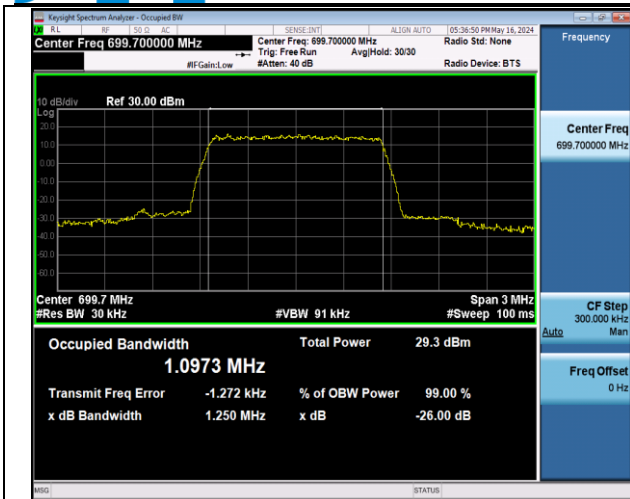 Keysight Spectrum Analyzer - Occupied BW
RL RF 50 Ω AC SENSE:INT ALIGN AUTO 05:36:50 PM May 16, 2024
Center Freq 699.700000 MHz
Center Freq: 699.700000 MHz
Radio Std: None
Trig: Free Run Avg|Hold: 30/30
#IFGain:Low #Atten: 40 dB Radio Device: BTS
Frequency
10 dB/div Ref 30.00 dBm
Log
20.0
10.0
0.00
-10.0
-20.0
-30.0
-40.0
-50.0
-60.0
Center Freq
699.700000 MHz
Center 699.7 MHz Span 3 MHz
#Res BW 30 kHz #VBW 91 kHz #Sweep 100 ms
CF Step
300.000 kHz
Auto Man
Occupied Bandwidth Total Power 29.3 dBm
1.0973 MHz
Transmit Freq Error -1.272 kHz % of OBW Power 99.00 %
x dB Bandwidth 1.250 MHz x dB -26.00 dB
Freq Offset
0 Hz
MSG STATUS